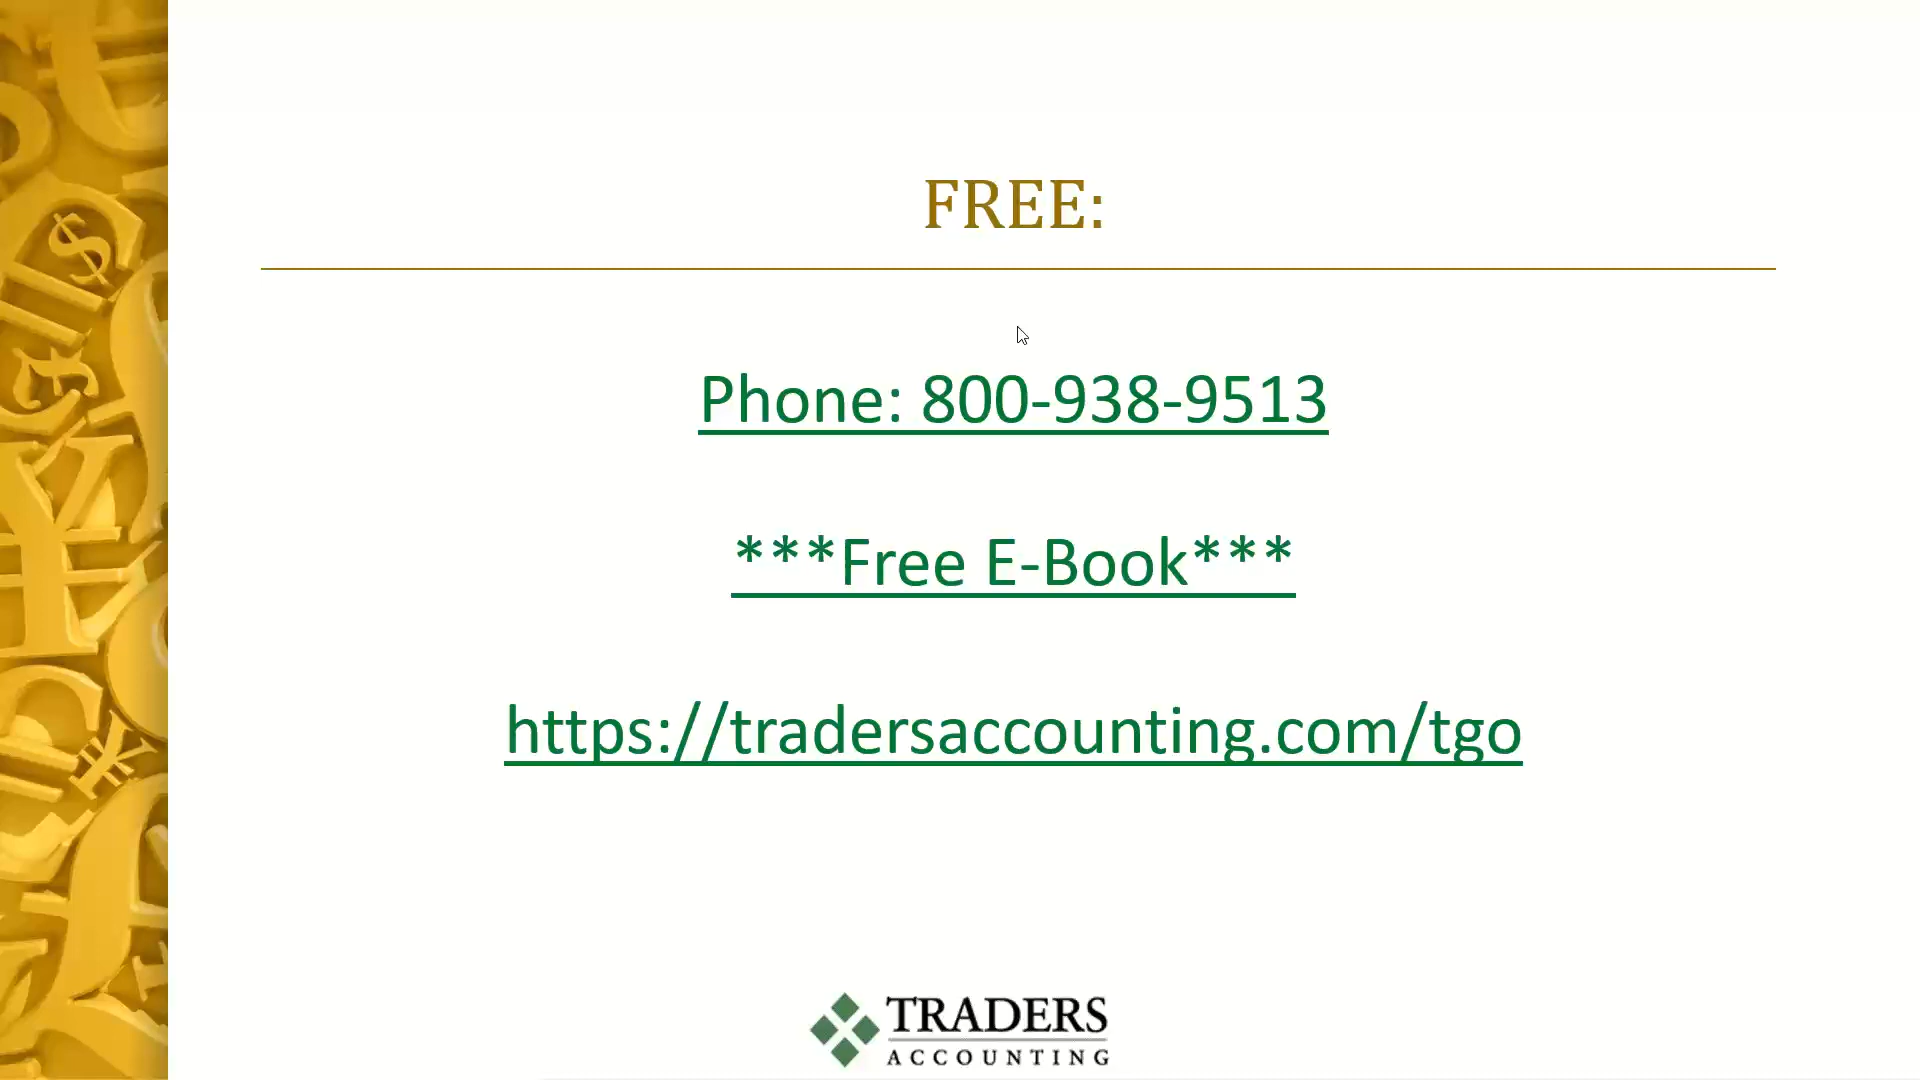 FREE:
Phone: 800-938-9513
***Free E-Book***
https://tradersaccounting.com/tgo
TRADERS
ACCOUNTING